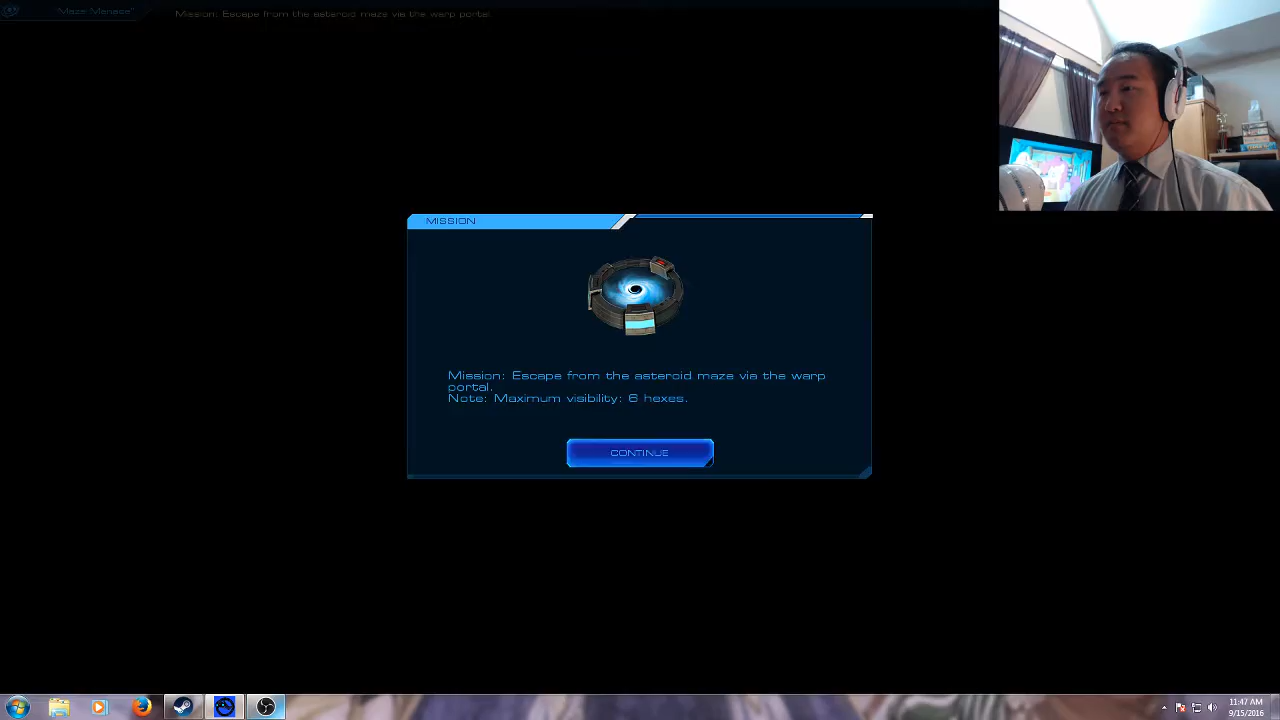 "Maze Menace" Mission: Escape from the asteroid maze via the warp portal.
MISSION
Mission: Escape from the asteroid maze via the warp
portal.
Note: Maximum visibility: 6 hexes.
CONTINUE
11:47 AM
9/15/2016